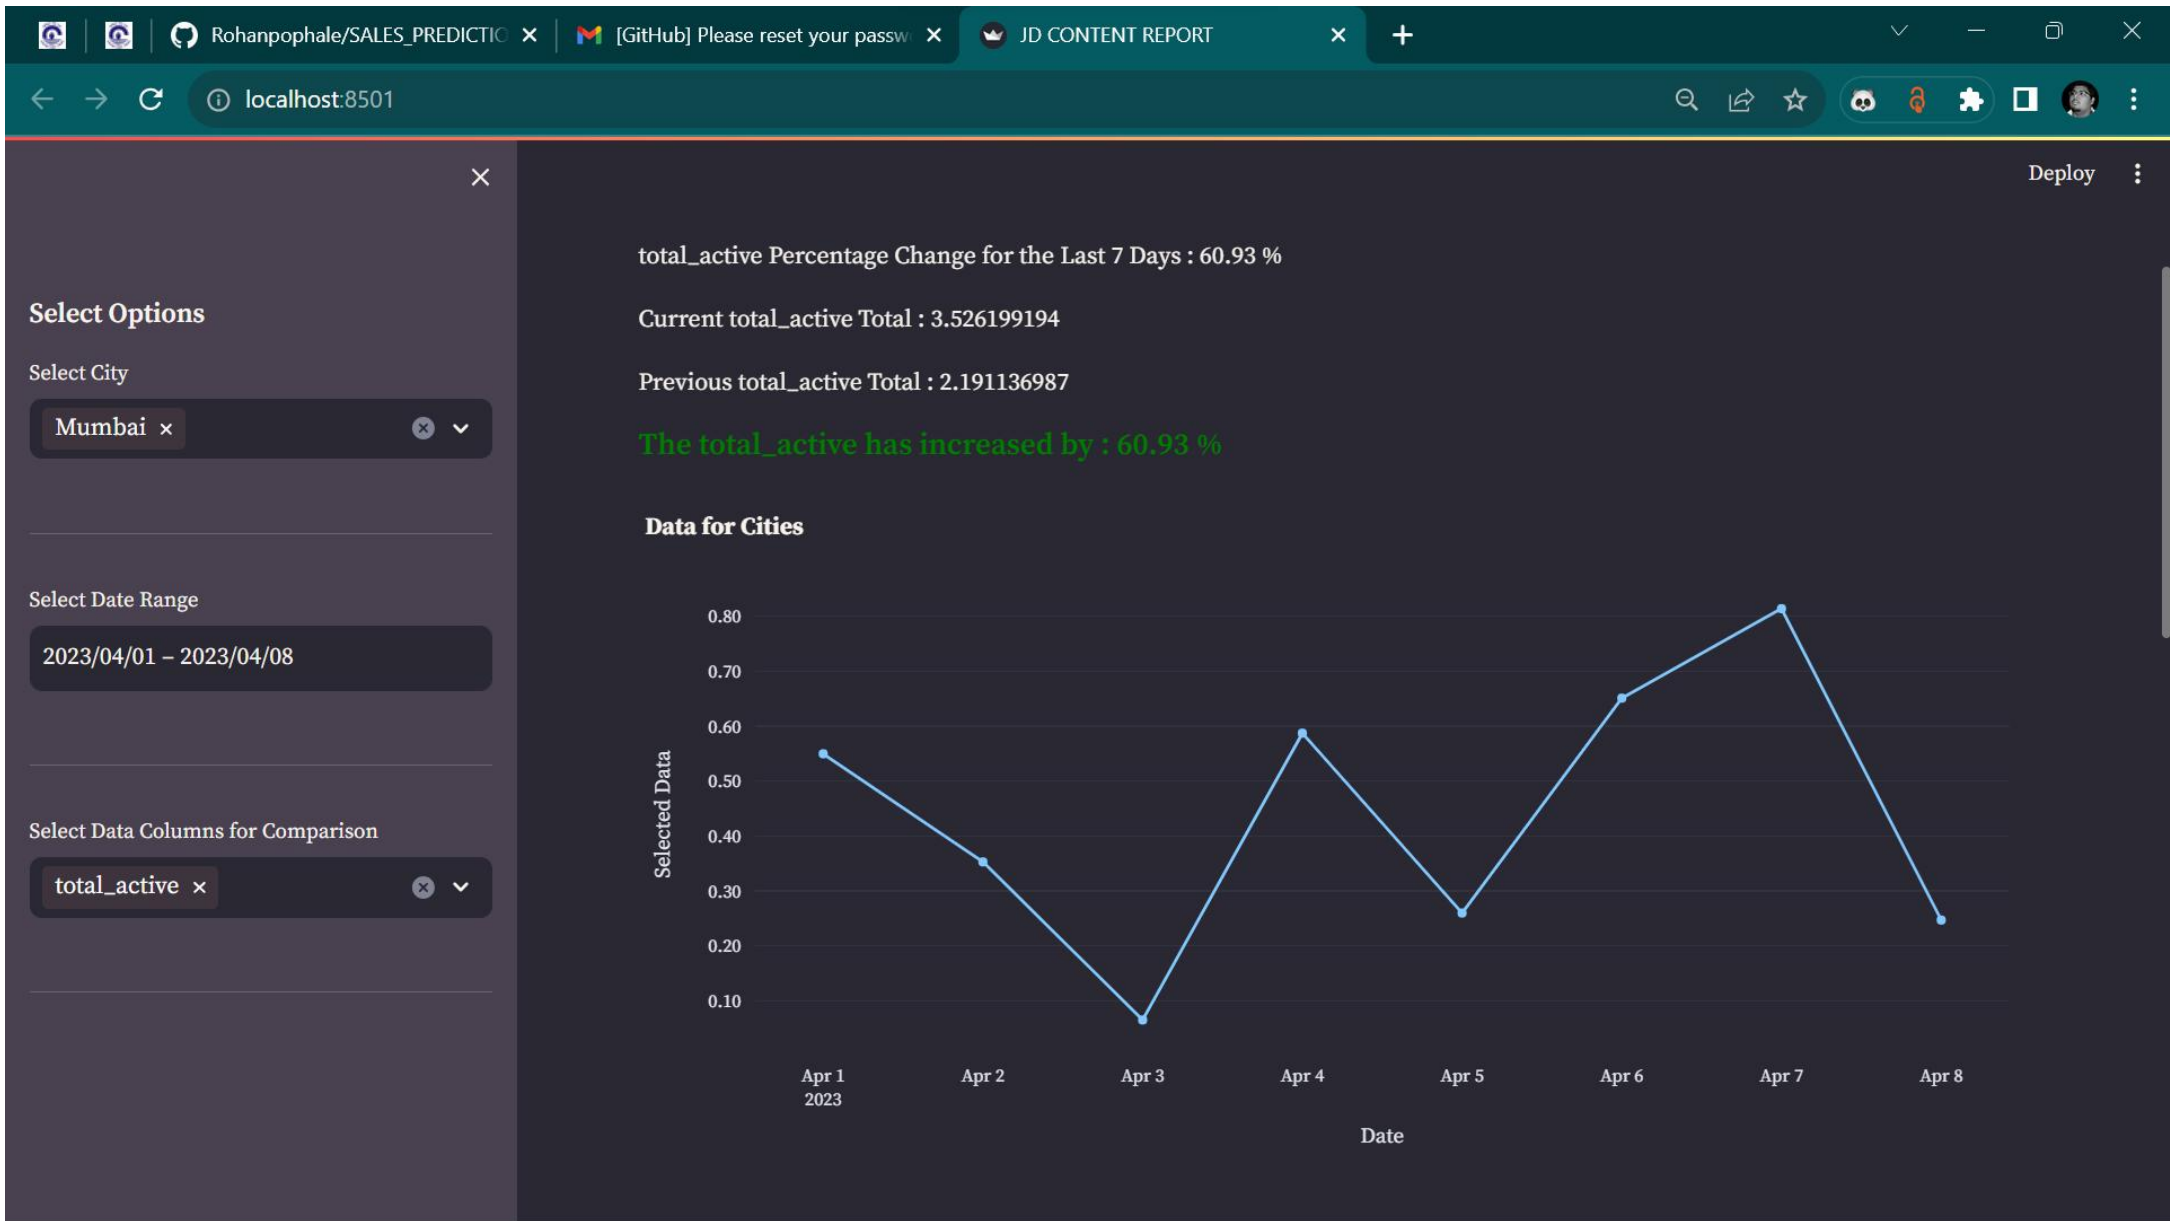 Rohanpophale/SALES_PREDICTIO
[GitHub] Please reset your passw
JD CONTENT REPORT
localhost:8501
Deploy
Select Options
Select City
Mumbai
Select Date Range
2023/04/01 – 2023/04/08
Select Data Columns for Comparison
total_active
total_active Percentage Change for the Last 7 Days : 60.93 %
Current total_active Total : 3.526199194
Previous total_active Total : 2.191136987
The total_active has increased by : 60.93 %
Data for Cities
Selected Data
0.80
0.70
0.60
0.50
0.40
0.30
0.20
0.10
Apr 1 Apr 2 Apr 3 Apr 4 Apr 5 Apr 6 Apr 7 Apr 8
2023
Date